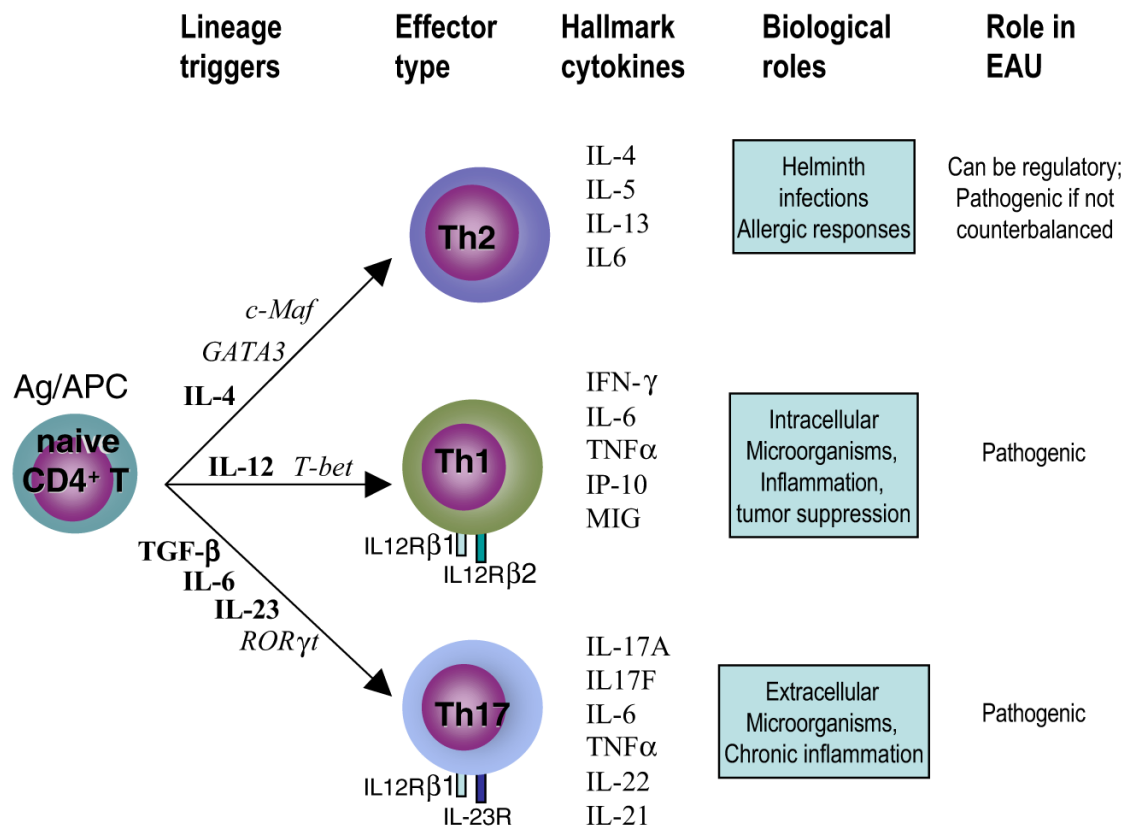 Lineage
triggers
Effector
type
Hallmark
cytokines
Biological
roles
Role in
EAU
Th2
IL-4
IL-5
IL-13
IL6
Helminth
infections
Allergic responses
Can be regulatory;
Pathogenic if not
counterbalanced
c-Maf
GATA3
IL-4
Ag/APC
naive
CD4⁺ T
IL-12 T-bet
Th1
IL12Rβ1
IL12Rβ2
IFN-γ
IL-6
TNFα
IP-10
MIG
Intracellular
Microorganisms,
Inflammation,
tumor suppression
Pathogenic
TGF-β
IL-6
IL-23
RORγt
Th17
IL12Rβ1
IL-23R
IL-17A
IL17F
IL-6
TNFα
IL-22
IL-21
Extracellular
Microorganisms,
Chronic inflammation
Pathogenic